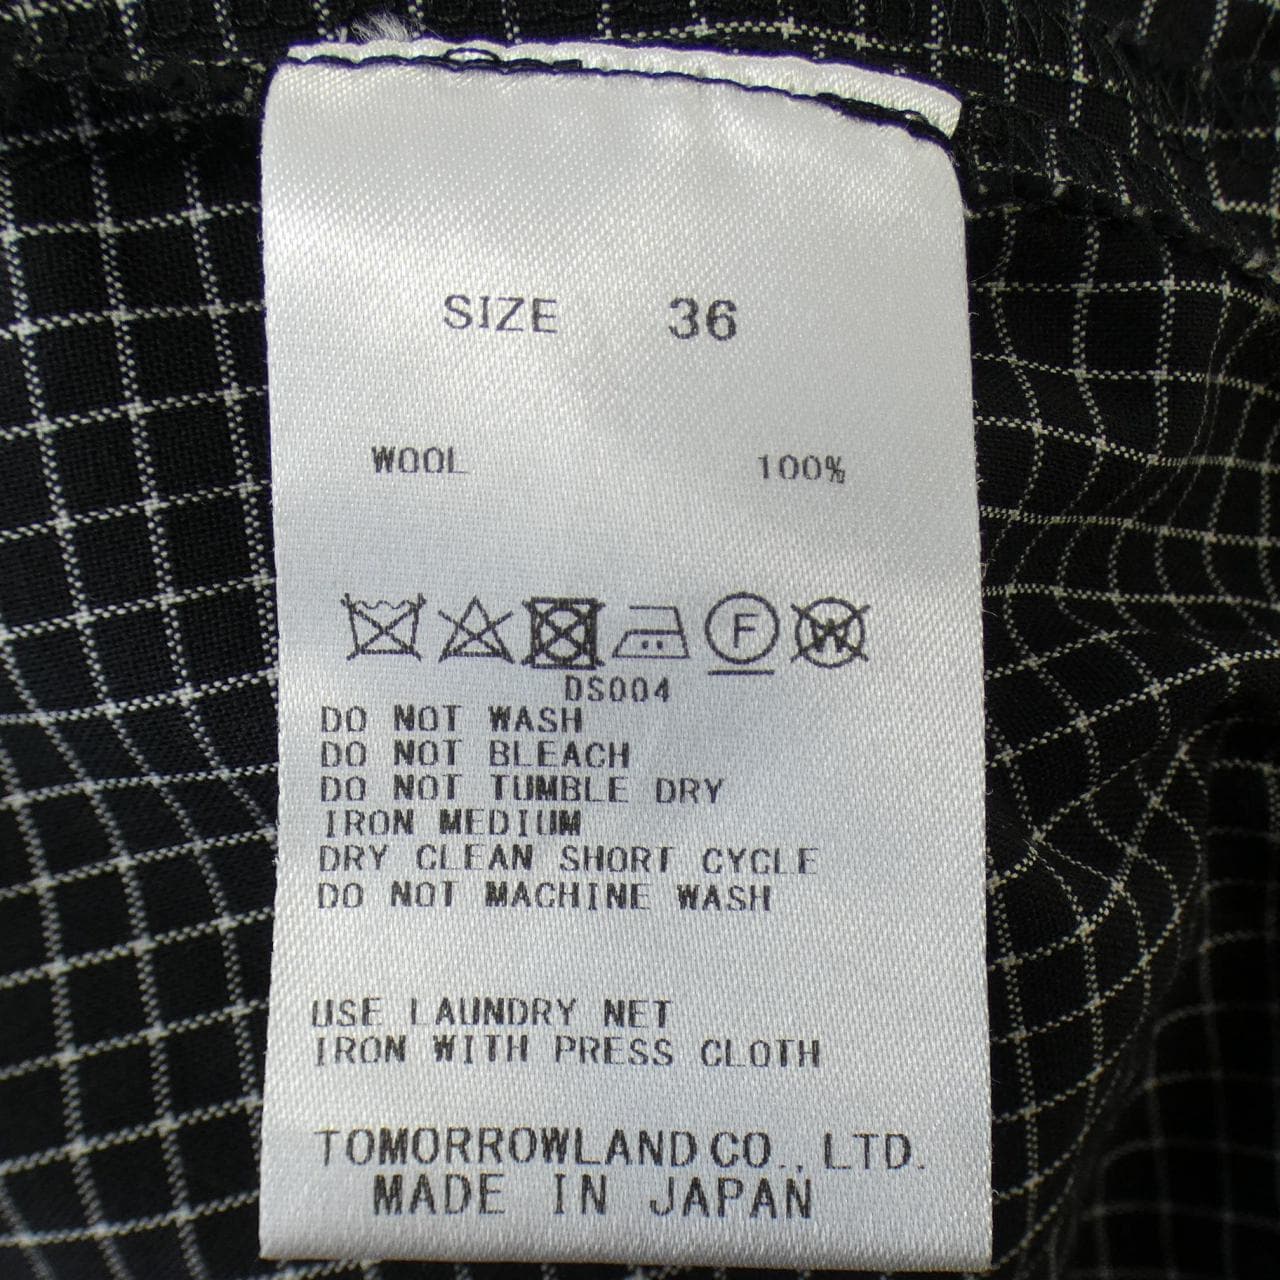 SIZE 36
WOOL 100%
F W
DS004
DO NOT WASH
DO NOT BLEACH
DO NOT TUMBLE DRY
IRON MEDIUM
DRY CLEAN SHORT CYCLE
DO NOT MACHINE WASH
USE LAUNDRY NET
IRON WITH PRESS CLOTH
TOMORROWLAND CO., LTD.
MADE IN JAPAN